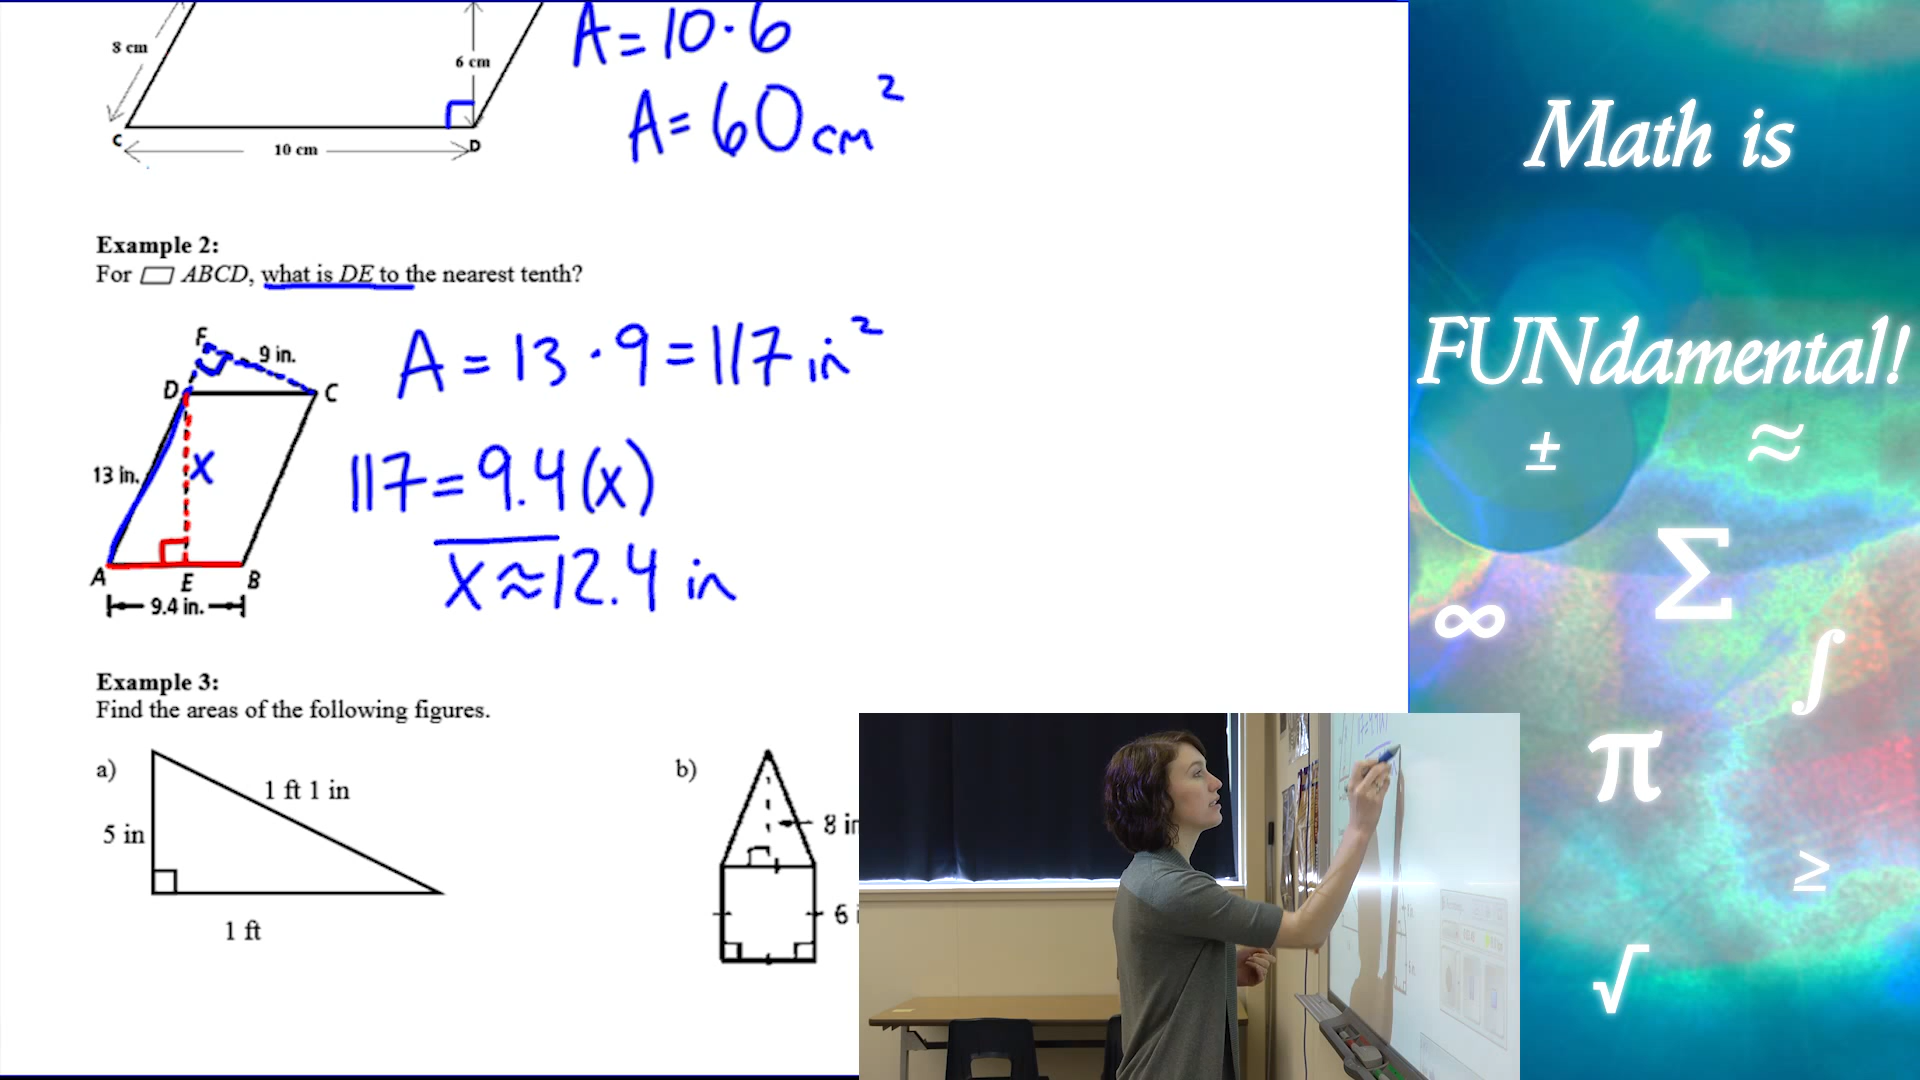 8 cm
6 cm
C
D
10 cm
A = 10 · 6
A = 60 cm²
Example 2:
For ▱ ABCD, what is DE to the nearest tenth?
F
9 in.
D
C
13 in.
x
A
E
B
9.4 in.
A = 13 · 9 = 117 in²
117 = 9.4(x)
x ≈ 12.4 in
Example 3:
Find the areas of the following figures.
a)
1 ft 1 in
5 in
1 ft
b)
8 in
6 i
Math is
FUNdamental!
± ≈
Σ
∞
∫
π
≥
√